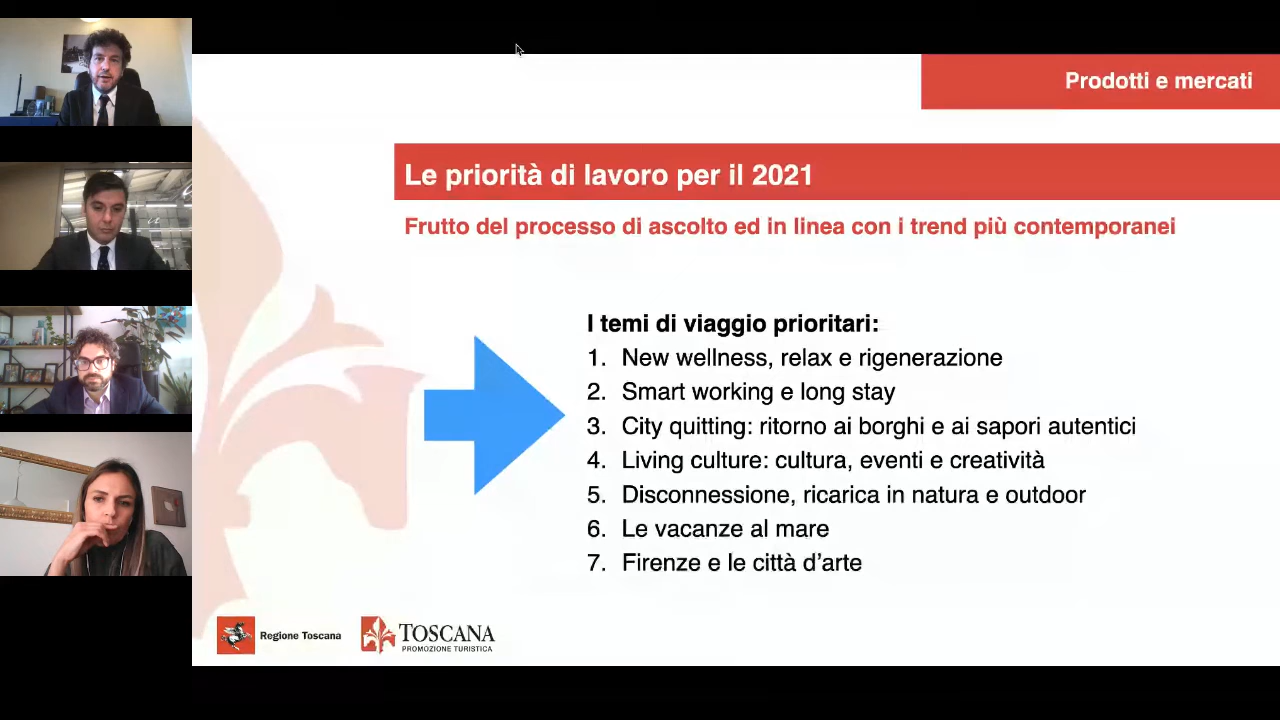 Prodotti e mercati
Le priorità di lavoro per il 2021
Frutto del processo di ascolto ed in linea con i trend più contemporanei
I temi di viaggio prioritari:
1. New wellness, relax e rigenerazione
2. Smart working e long stay
3. City quitting: ritorno ai borghi e ai sapori autentici
4. Living culture: cultura, eventi e creatività
5. Disconnessione, ricarica in natura e outdoor
6. Le vacanze al mare
7. Firenze e le città d'arte
Regione Toscana
TOSCANA
PROMOZIONE TURISTICA